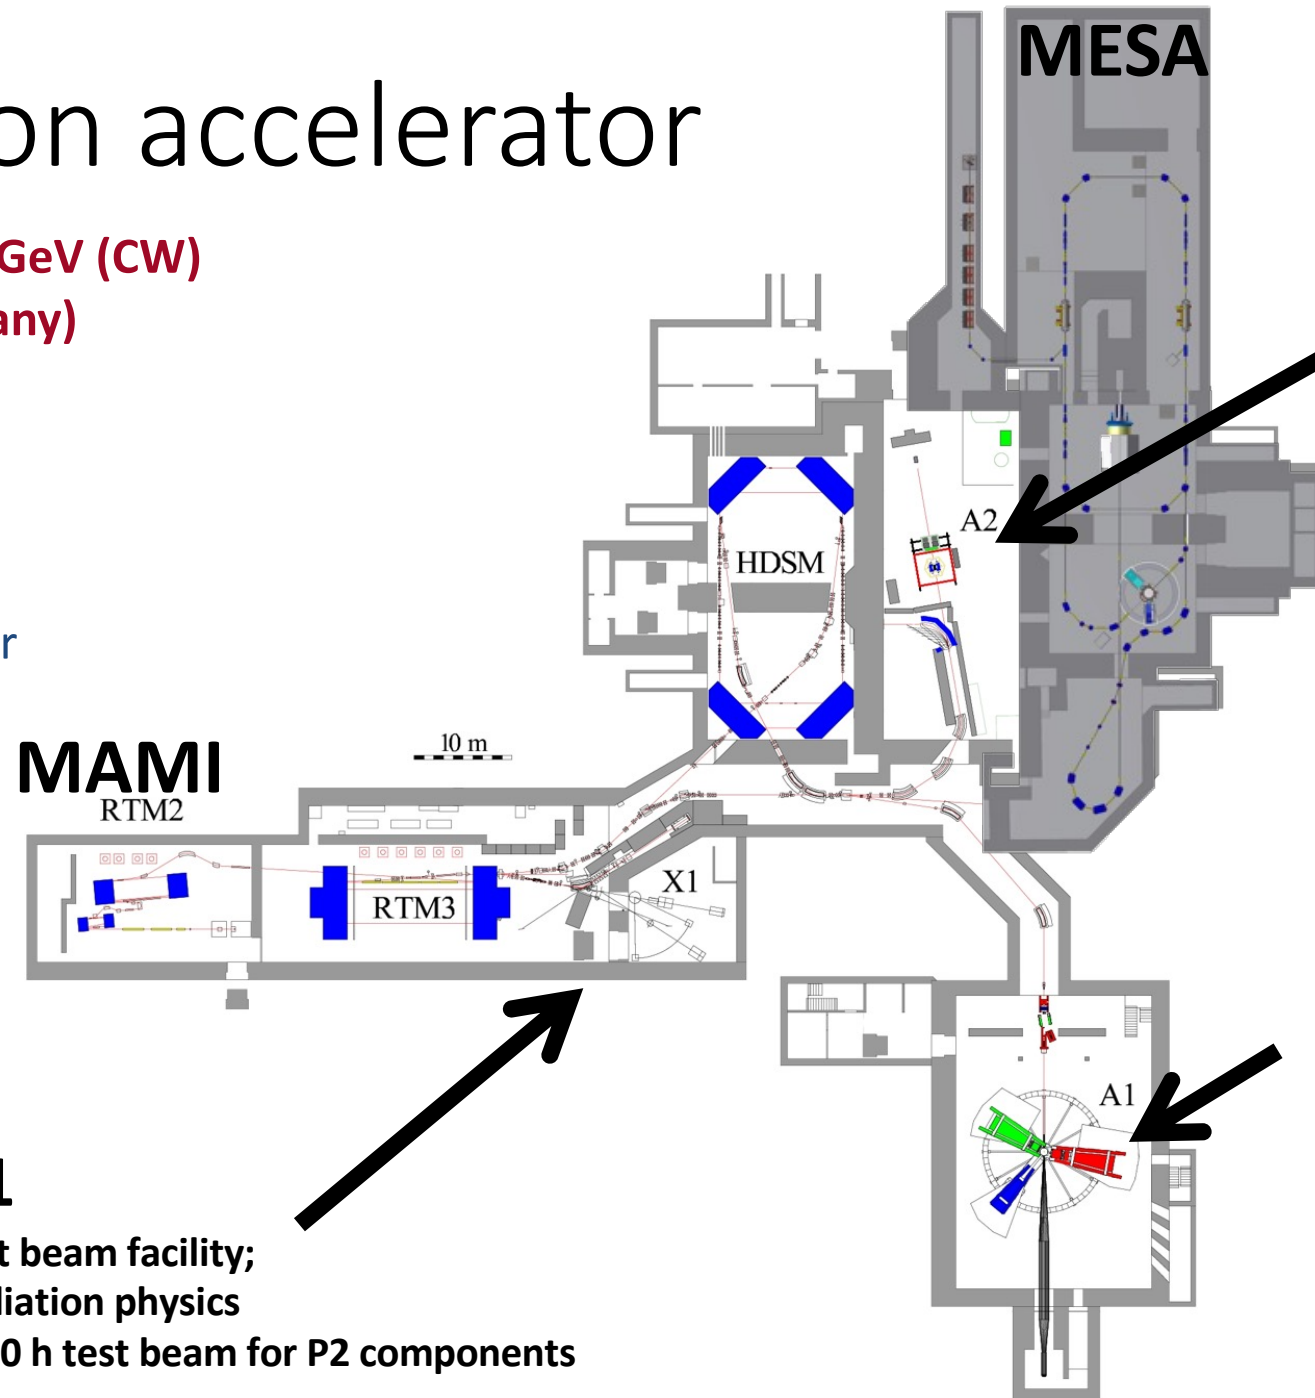 MESA
on accelerator
GeV (CW)
any)
A2
HDSM
r
MAMI
10 m
RTM2
RTM3
X1
A1
1
t beam facility;
liation physics
0 h test beam for P2 components